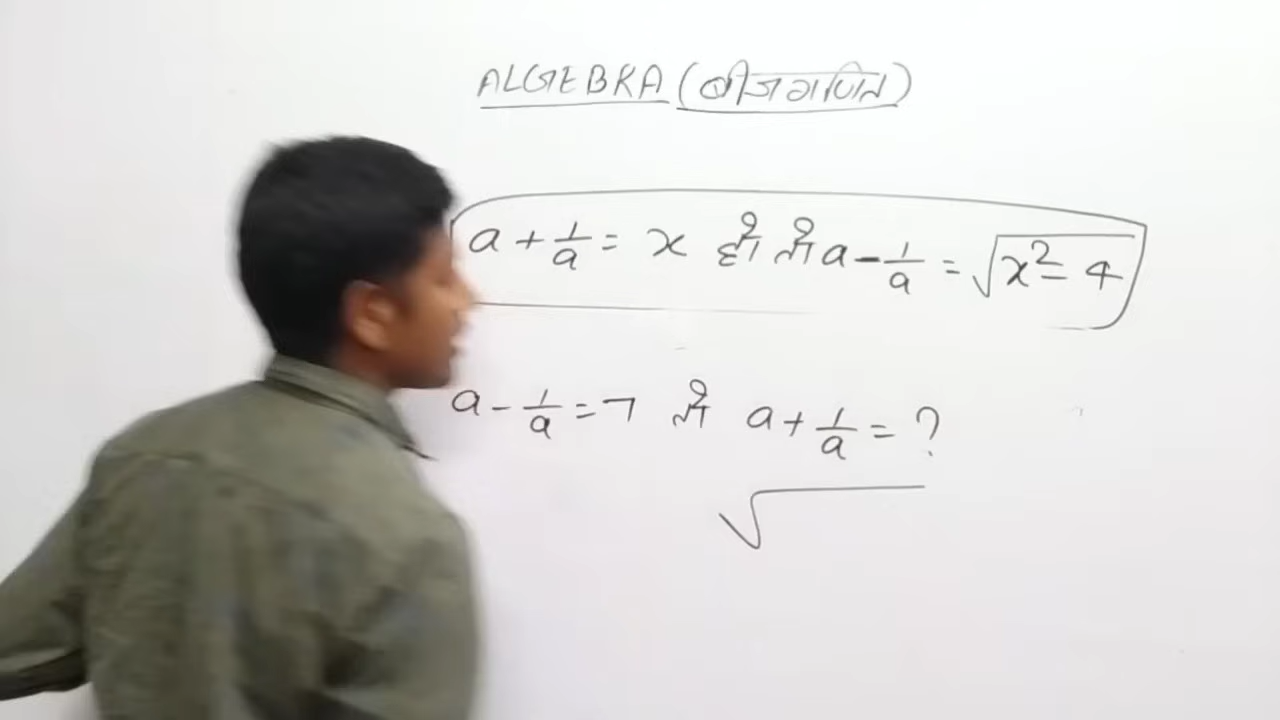 ALGEBRA (बीजगणित)
a + 1/a = x हो तो a - 1/a = √(x² - 4)
a - 1/a = 7 तो a + 1/a = ?
√